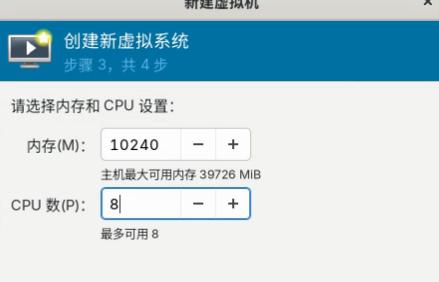 新建虚拟机
创建新虚拟系统
步骤 3，共 4 步
请选择内存和 CPU 设置：
内存(M)： 10240 − +
主机最大可用内存 39726 MiB
CPU 数(P)： 8 − +
最多可用 8